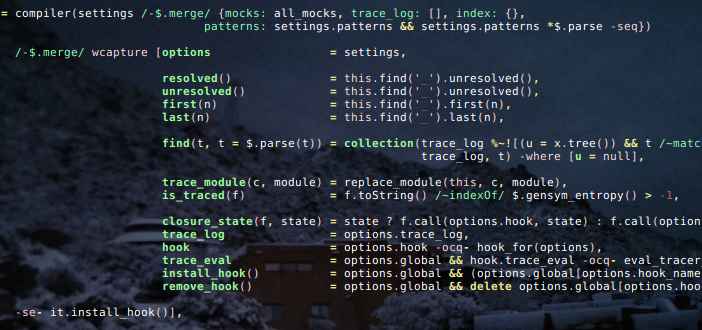 = compiler(settings /-$.merge/ {mocks: all_mocks, trace_log: [], index: {},
patterns: settings.patterns && settings.patterns *$.parse -seq})
/-$.merge/ wcapture [options = settings,
resolved() = this.find('_').unresolved(),
unresolved() = this.find('_').unresolved(),
first(n) = this.find('_').first(n),
last(n) = this.find('_').last(n),
find(t, t = $.parse(t)) = collection(trace_log %~![(u = x.tree()) && t /~matc
trace_log, t) -where [u = null],
trace_module(c, module) = replace_module(this, c, module),
is_traced(f) = f.toString() /~indexOf/ $.gensym_entropy() > -1,
closure_state(f, state) = state ? f.call(options.hook, state) : f.call(option
trace_log = options.trace_log,
hook = options.hook -ocq- hook_for(options),
trace_eval = options.global && hook.trace_eval -ocq- eval_tracer
install_hook() = options.global && (options.global[options.hook_name
remove_hook() = options.global && delete options.global[options.hoo
-se- it.install_hook()],